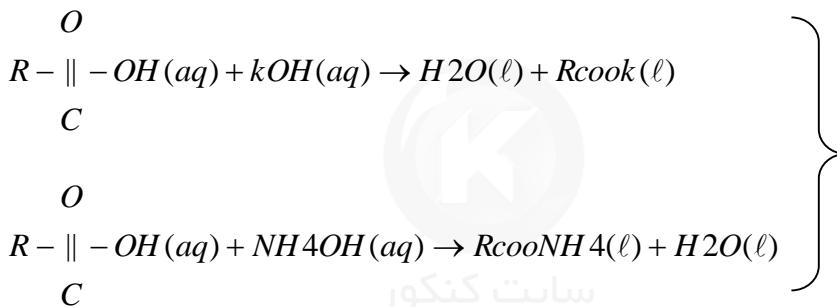 O
R − || − OH(aq) + kOH(aq) → H2O(ℓ) + Rcook(ℓ)
C
O
R − || − OH(aq) + NH4OH(aq) → RcooNH4(ℓ) + H2O(ℓ)
C
سایت کنکور